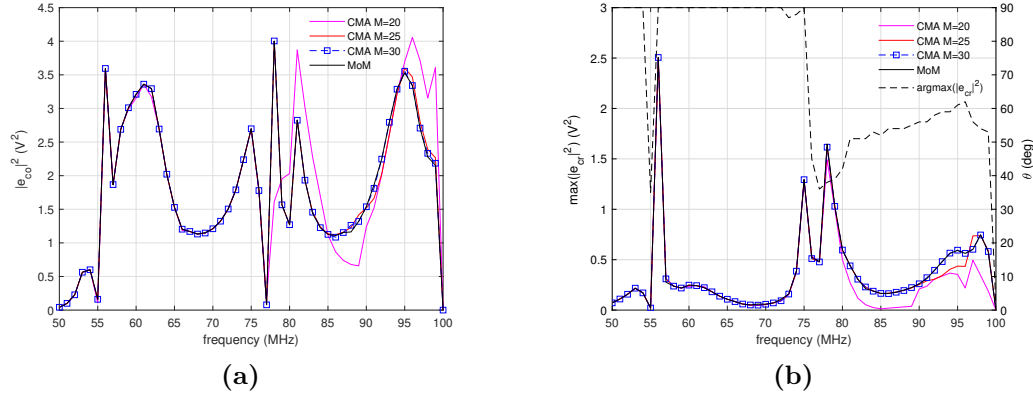 4.5
4
3.5
3
2.5
2
1.5
1
0.5
0
|e_co|^2 (V^2)
CMA M=20
CMA M=25
CMA M=30
MoM
50 55 60 65 70 75 80 85 90 95 100
frequency (MHz)
(a)
3
2.5
2
1.5
1
0.5
0
max(|e_cr|^2) (V^2)
CMA M=20
CMA M=25
CMA M=30
MoM
argmax(|e_cr|^2)
90
80
70
60
50
40
30
20
10
0
θ (deg)
50 55 60 65 70 75 80 85 90 95 100
frequency (MHz)
(b)